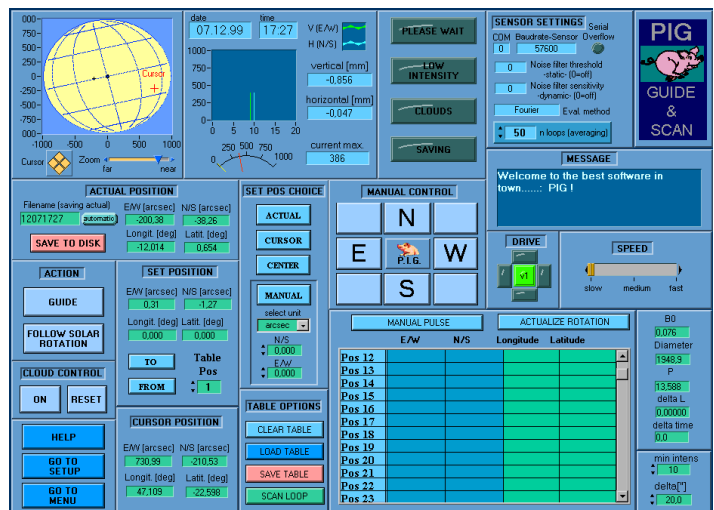 1000-
750-
500-
250-
0-
-250-
-500-
-750-
-1000-
-1000
-500
0
500
1000
Cursor
Cursor
Zoom
far
near
date
time
07.12.99
17:27
V (E/W)
H (N/S)
1000-
750-
500-
250-
0-
0
5
10
15
20
vertical [mm]
-0,856
horizontal [mm]
-0,047
0
250
500
750
1000
current max.
386
PLEASE WAIT
LOW
INTENSITY
CLOUDS
SAVING
SENSOR SETTINGS
Serial
Overflow
COM
Baudrate-Sensor
0
57600
0
Noise filter threshold
-static- (0=off)
0
Noise filter sensitivity
-dynamic- (0=off)
Fourier
Eval. method
50
n loops (averaging)
PIG
GUIDE
&
SCAN
MESSAGE
Welcome to the best software in
town.....: PIG !
ACTUAL POSITION
Filename (saving actual)
12071727
automatic
SAVE TO DISK
E/W [arcsec]
N/S [arcsec]
-200,38
-38,26
Longit. [deg]
Latit. [deg]
-12,014
0,654
SET POS CHOICE
ACTUAL
CURSOR
CENTER
MANUAL
select unit
arcsec
N/S
0,000
E/W
0,000
MANUAL CONTROL
N
E
P.I.G.
W
S
DRIVE
v1
SPEED
slow
medium
fast
ACTION
GUIDE
FOLLOW SOLAR
ROTATION
SET POSITION
E/W [arcsec]
N/S [arcsec]
0,31
-1,27
Longit. [deg]
Latit. [deg]
0,000
0,000
TO
FROM
Table
Pos
1
CLOUD CONTROL
ON
RESET
HELP
GO TO
SETUP
GO TO
MENU
CURSOR POSITION
E/W [arcsec]
N/S [arcsec]
730,99
-210,53
Longit. [deg]
Latit. [deg]
47,109
-22,598
TABLE OPTIONS
CLEAR TABLE
LOAD TABLE
SAVE TABLE
SCAN LOOP
MANUAL PULSE
ACTUALIZE ROTATION
E/W
N/S
Longitude
Latitude
Pos 12
Pos 13
Pos 14
Pos 15
Pos 16
Pos 17
Pos 18
Pos 19
Pos 20
Pos 21
Pos 22
Pos 23
B0
0,076
Diameter
1948,9
P
13,588
delta L
0,00000
delta time
0,0
min intens
10
delta["]
20,0